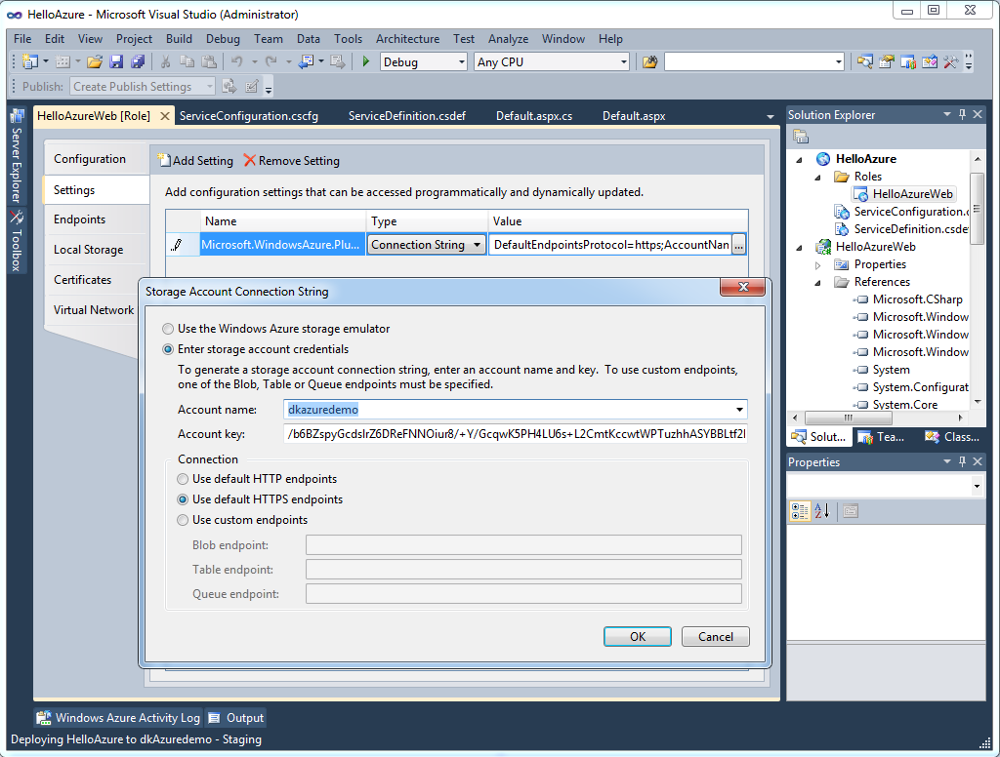 HelloAzure - Microsoft Visual Studio (Administrator)
File Edit View Project Build Debug Team Data Tools Architecture Test Analyze Window Help
Debug Any CPU
Publish: Create Publish Settings
Server Explorer
Toolbox
HelloAzureWeb [Role] ServiceConfiguration.cscfg ServiceDefinition.csdef Default.aspx.cs Default.aspx
Configuration
Settings
Endpoints
Local Storage
Certificates
Virtual Network
Add Setting Remove Setting
Add configuration settings that can be accessed programmatically and dynamically updated.
Name Type Value
Microsoft.WindowsAzure.Plu... Connection String DefaultEndpointsProtocol=https;AccountNam ...
Storage Account Connection String
Use the Windows Azure storage emulator
Enter storage account credentials
To generate a storage account connection string, enter an account name and key. To use custom endpoints,
one of the Blob, Table or Queue endpoints must be specified.
Account name: dkazuredemo
Account key:
Connection
Use default HTTP endpoints
Use default HTTPS endpoints
Use custom endpoints
Blob endpoint:
Table endpoint:
Queue endpoint:
OK Cancel
Solution Explorer
HelloAzure
Roles
HelloAzureWeb
ServiceConfiguration.c
ServiceDefinition.csde
HelloAzureWeb
Properties
References
Microsoft.CSharp
Microsoft.Window
Microsoft.Window
Microsoft.Window
System
System.Configurat
System.Core
Solut... Tea... Class...
Properties
Windows Azure Activity Log Output
Deploying HelloAzure to dkAzuredemo - Staging